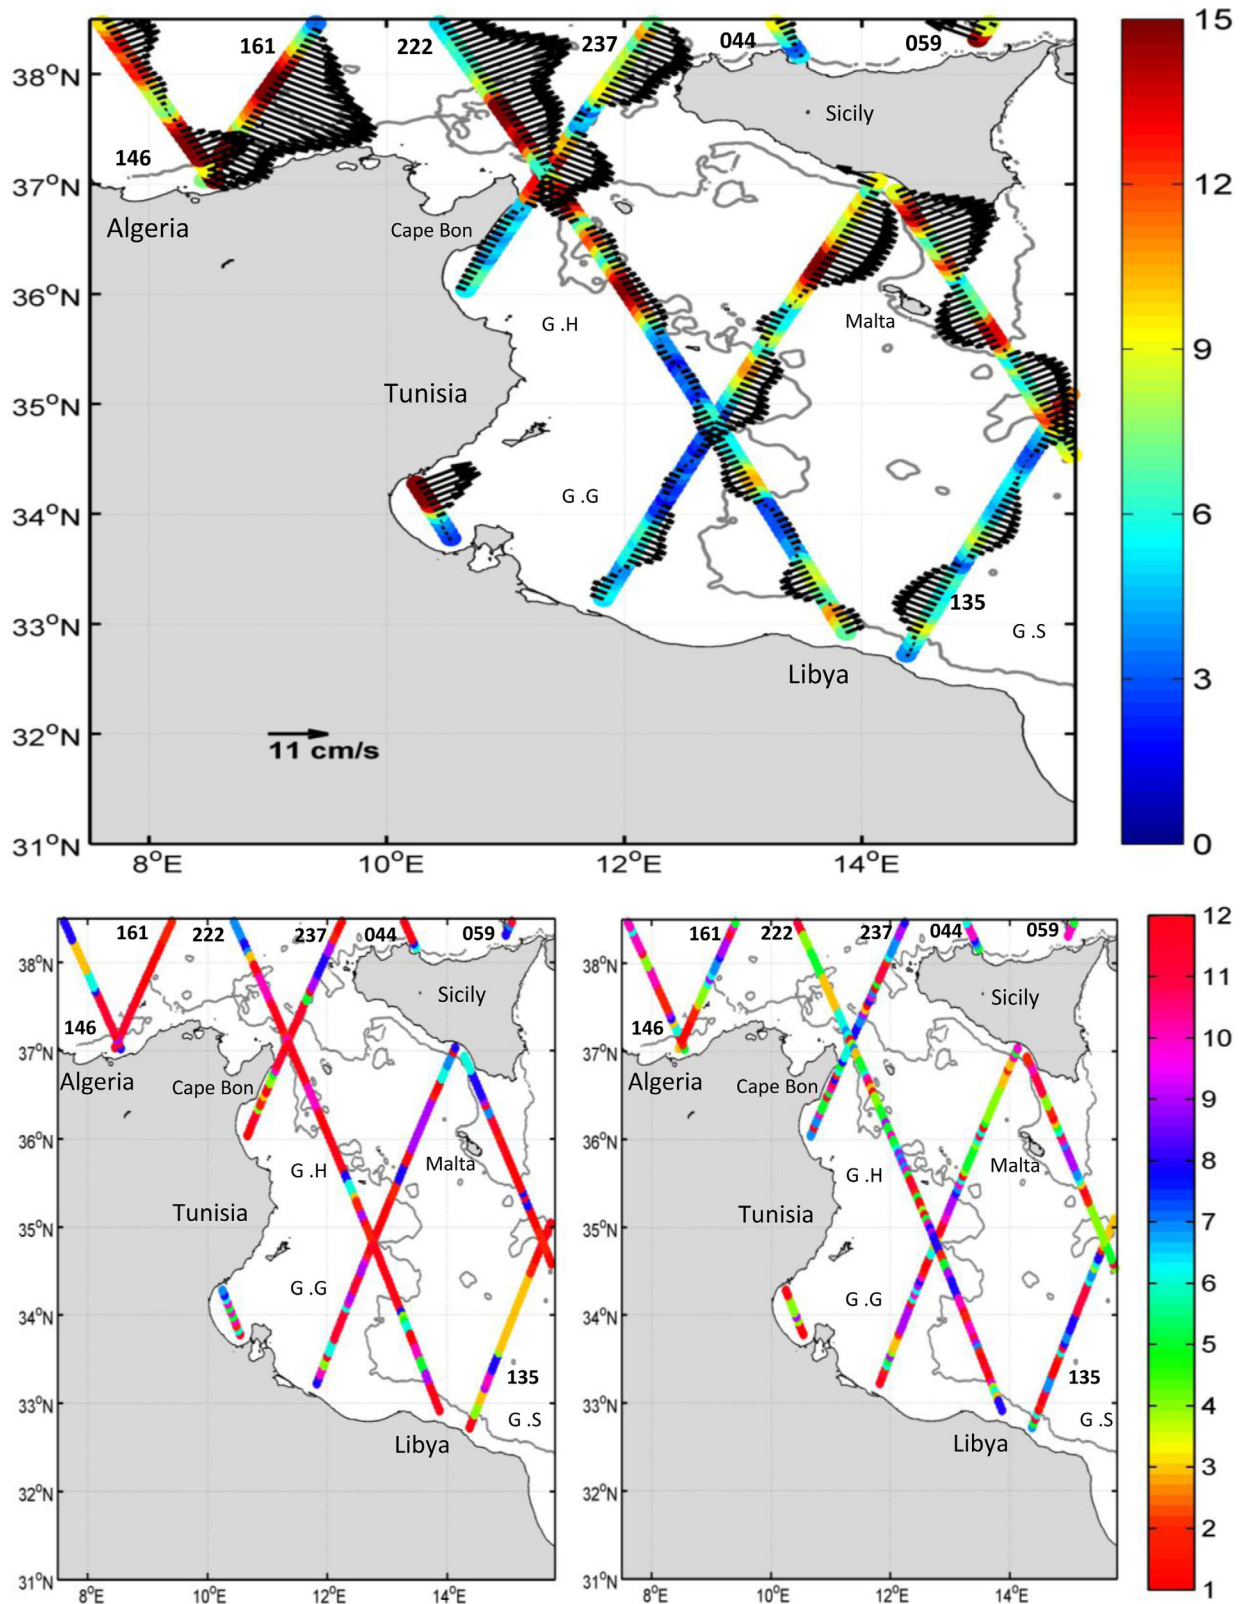 161
222
237
044
059
15
38°N
Sicily
146
12
37°N
Algeria
Cape Bon
36°N
G .H
Malta
9
Tunisia
35°N
G .G
6
34°N
135
33°N
G .S
Libya
3
32°N
11 cm/s
31°N
0
8°E
10°E
12°E
14°E
161
222
237
044
059
38°N
Sicily
146
37°N
Algeria
Cape Bon
36°N
G .H
Malta
Tunisia
35°N
G .G
34°N
135
33°N
G .S
Libya
32°N
31°N
8°E
10°E
12°E
14°E
161
222
237
044
059
38°N
Sicily
146
37°N
Algeria
Cape Bon
36°N
G .H
Malta
Tunisia
35°N
G .G
34°N
135
33°N
G .S
Libya
32°N
31°N
8°E
10°E
12°E
14°E
12
11
10
9
8
7
6
5
4
3
2
1